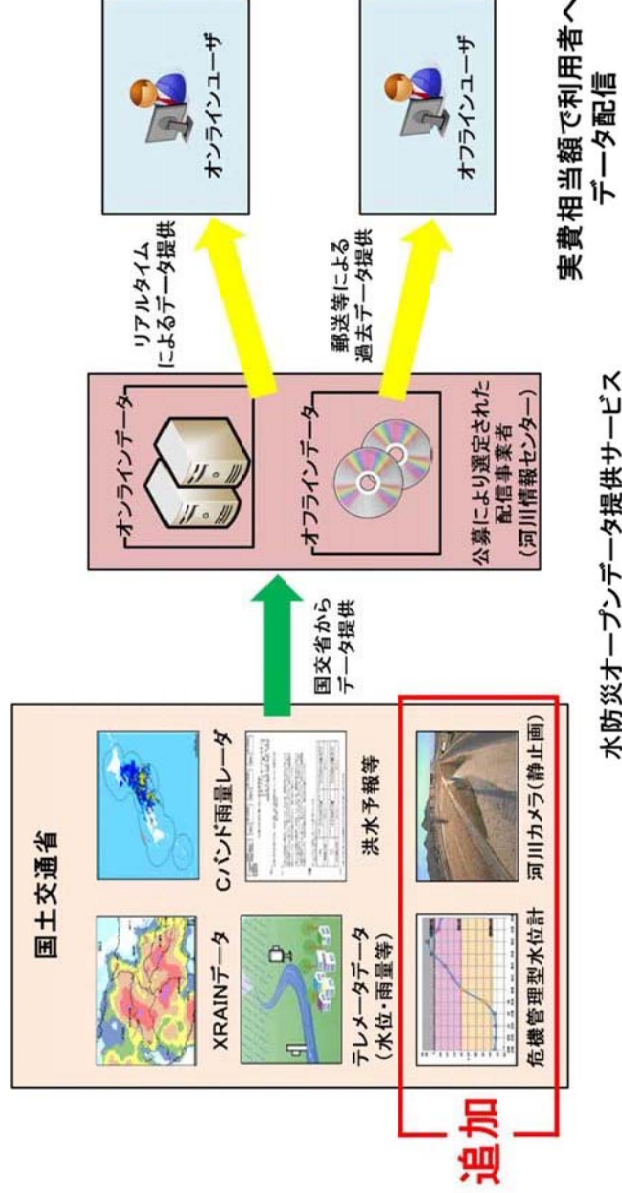 国土交通省
XRAINデータ
Cバンド雨量レーダ
テレメータデータ
(水位・雨量等)
洪水予報等
追加
危機管理型水位計
河川カメラ(静止画)
国交省から
データ提供
オンラインデータ
オフラインデータ
公募により選定された
配信事業者
(河川情報センター)
リアルタイム
によるデータ提供
郵送等による
過去データ提供
オンラインユーザ
オフラインユーザ
実費相当額で利用者へ
データ配信
水防災オープンデータ提供サービス